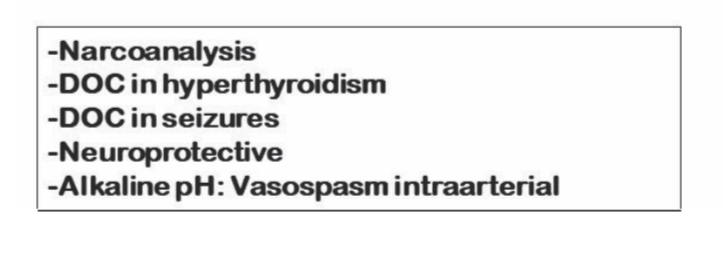 -Narcoanalysis
-DOC in hyperthyroidism
-DOC in seizures
-Neuroprotective
-Alkaline pH: Vasospasm intraarterial